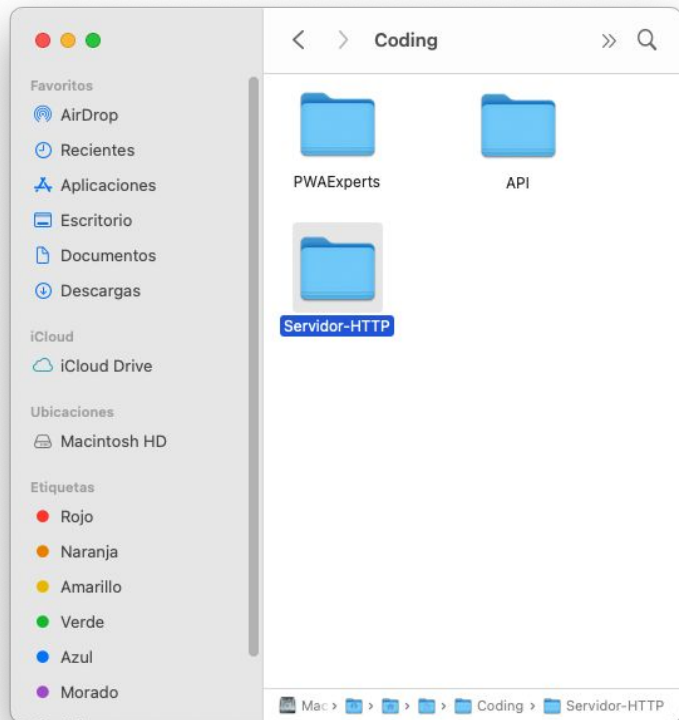 Favoritos
AirDrop
Recientes
Aplicaciones
Escritorio
Documentos
Descargas
iCloud
iCloud Drive
Ubicaciones
Macintosh HD
Etiquetas
Rojo
Naranja
Amarillo
Verde
Azul
Morado
Coding
PWAExperts
API
Servidor-HTTP
Mac › › › › Coding › Servidor-HTTP